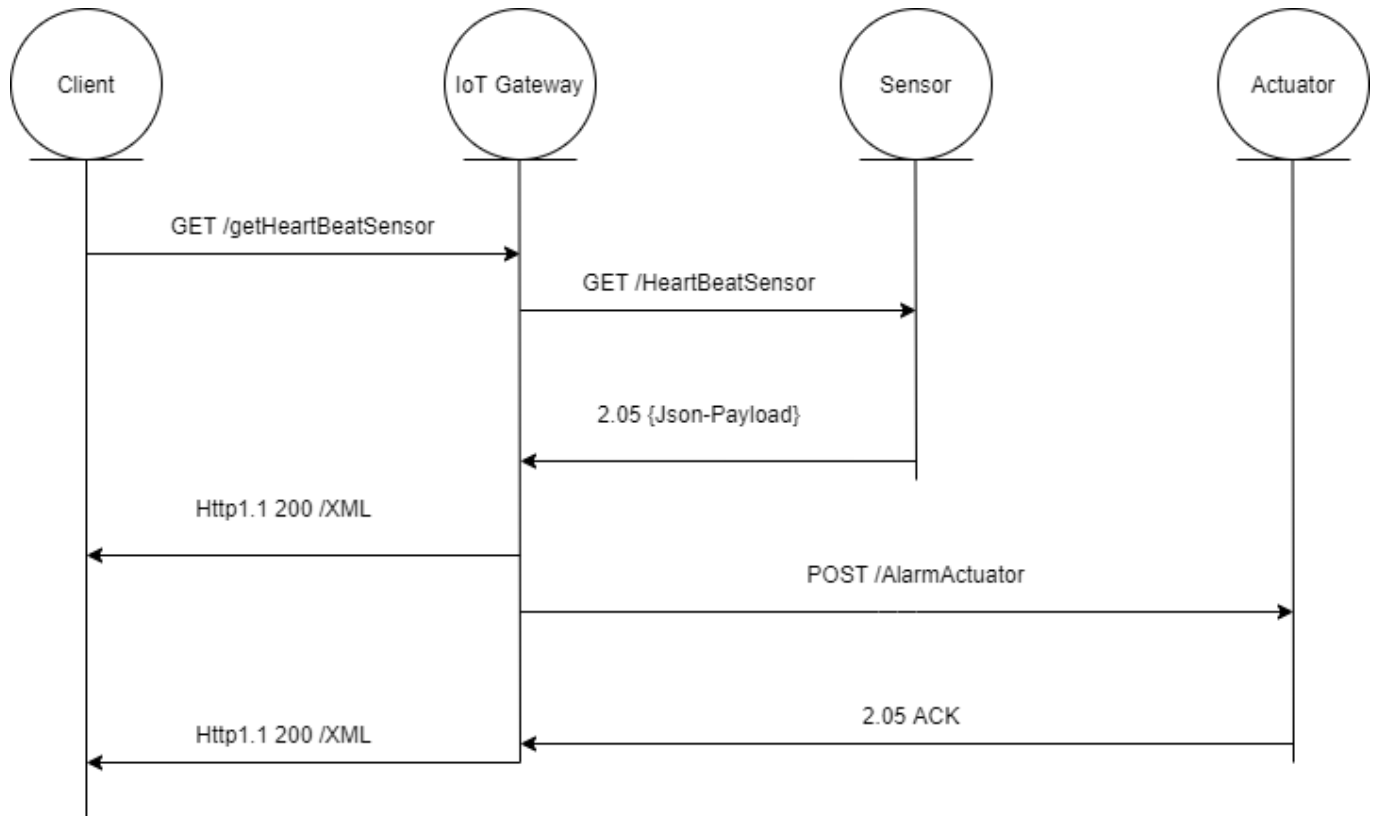 Client
IoT Gateway
Sensor
Actuator
GET /getHeartBeatSensor
GET /HeartBeatSensor
2.05 {Json-Payload}
Http1.1 200 /XML
POST /AlarmActuator
2.05 ACK
Http1.1 200 /XML